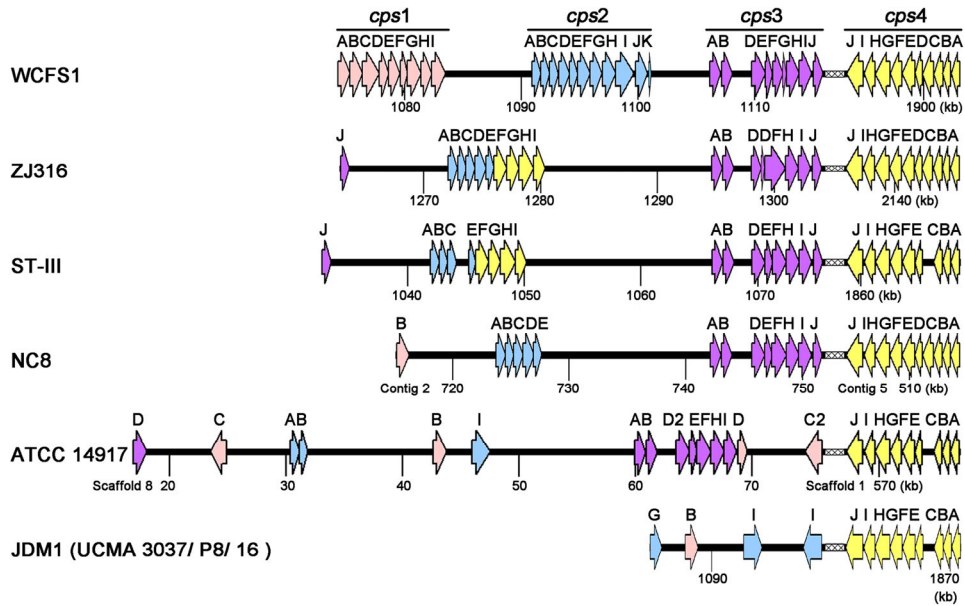 cps1 cps2 cps3 cps4
ABCDEFGHI ABCDEFGH I JK AB DEFGHIJ J I HGFEDCBA
WCFS1
1080 1090 1100 1110 1900 (kb)
J ABCDEFGHI AB DDFH I J J IHGFEDCBA
ZJ316
1270 1280 1290 1300 2140 (kb)
J ABC EFGHI AB DEFH I J J I HGFE CBA
ST-III
1040 1050 1060 1070 1860 (kb)
B ABCDE AB DEFH I J J IHGFEDCBA
NC8
Contig 2 720 730 740 750 Contig 5 510 (kb)
D C AB B I AB D2 EFHI D C2 J I HGFE CBA
ATCC 14917
Scaffold 8 20 30 40 50 60 70 Scaffold 1 570 (kb)
G B I I J I HGFE CBA
JDM1 ( UCMA 3037/ P8/ 16 )
1090 1870
(kb)